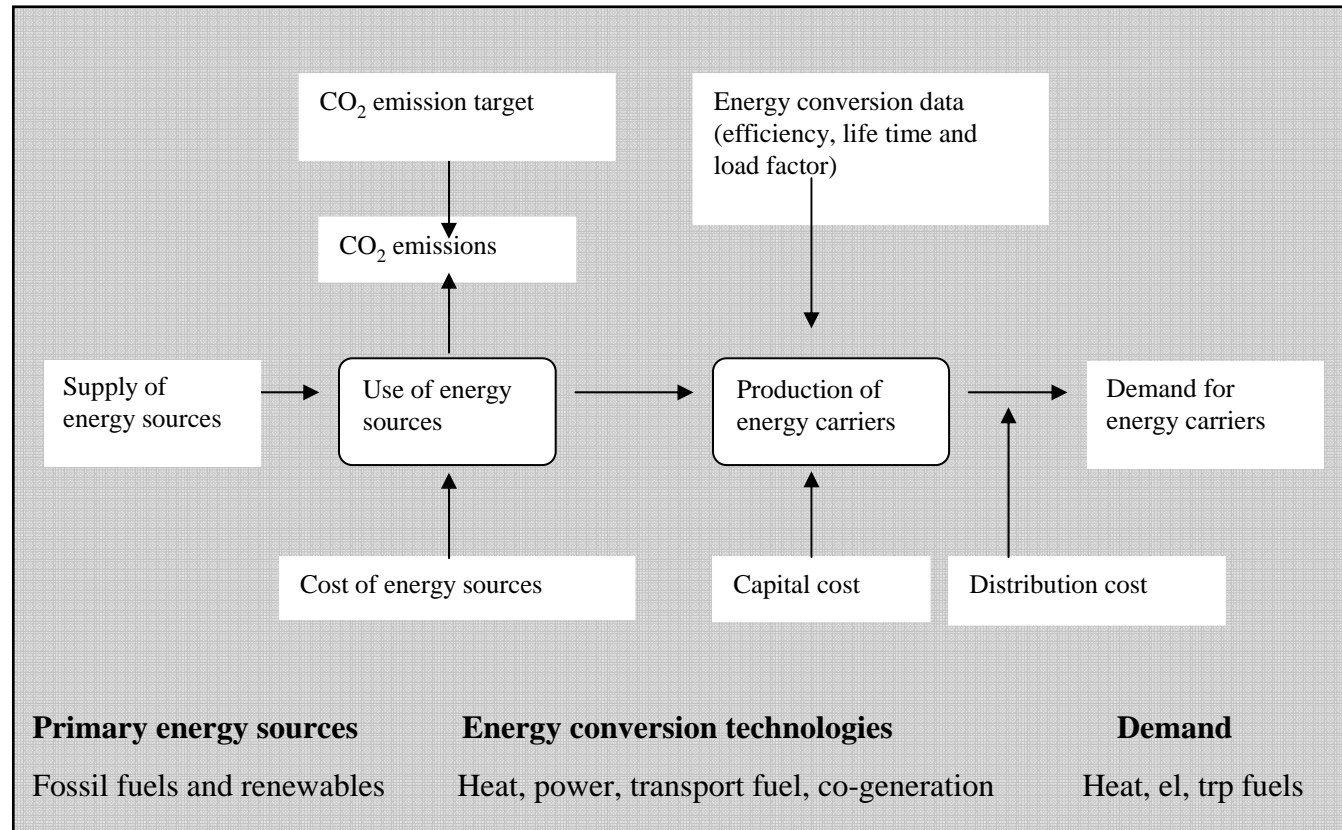 CO₂ emission target
Energy conversion data
(efficiency, life time and
load factor)
CO₂ emissions
Supply of
energy sources
Use of energy
sources
Production of
energy carriers
Demand for
energy carriers
Cost of energy sources
Capital cost
Distribution cost
Primary energy sources
Energy conversion technologies
Demand
Fossil fuels and renewables
Heat, power, transport fuel, co-generation
Heat, el, trp fuels